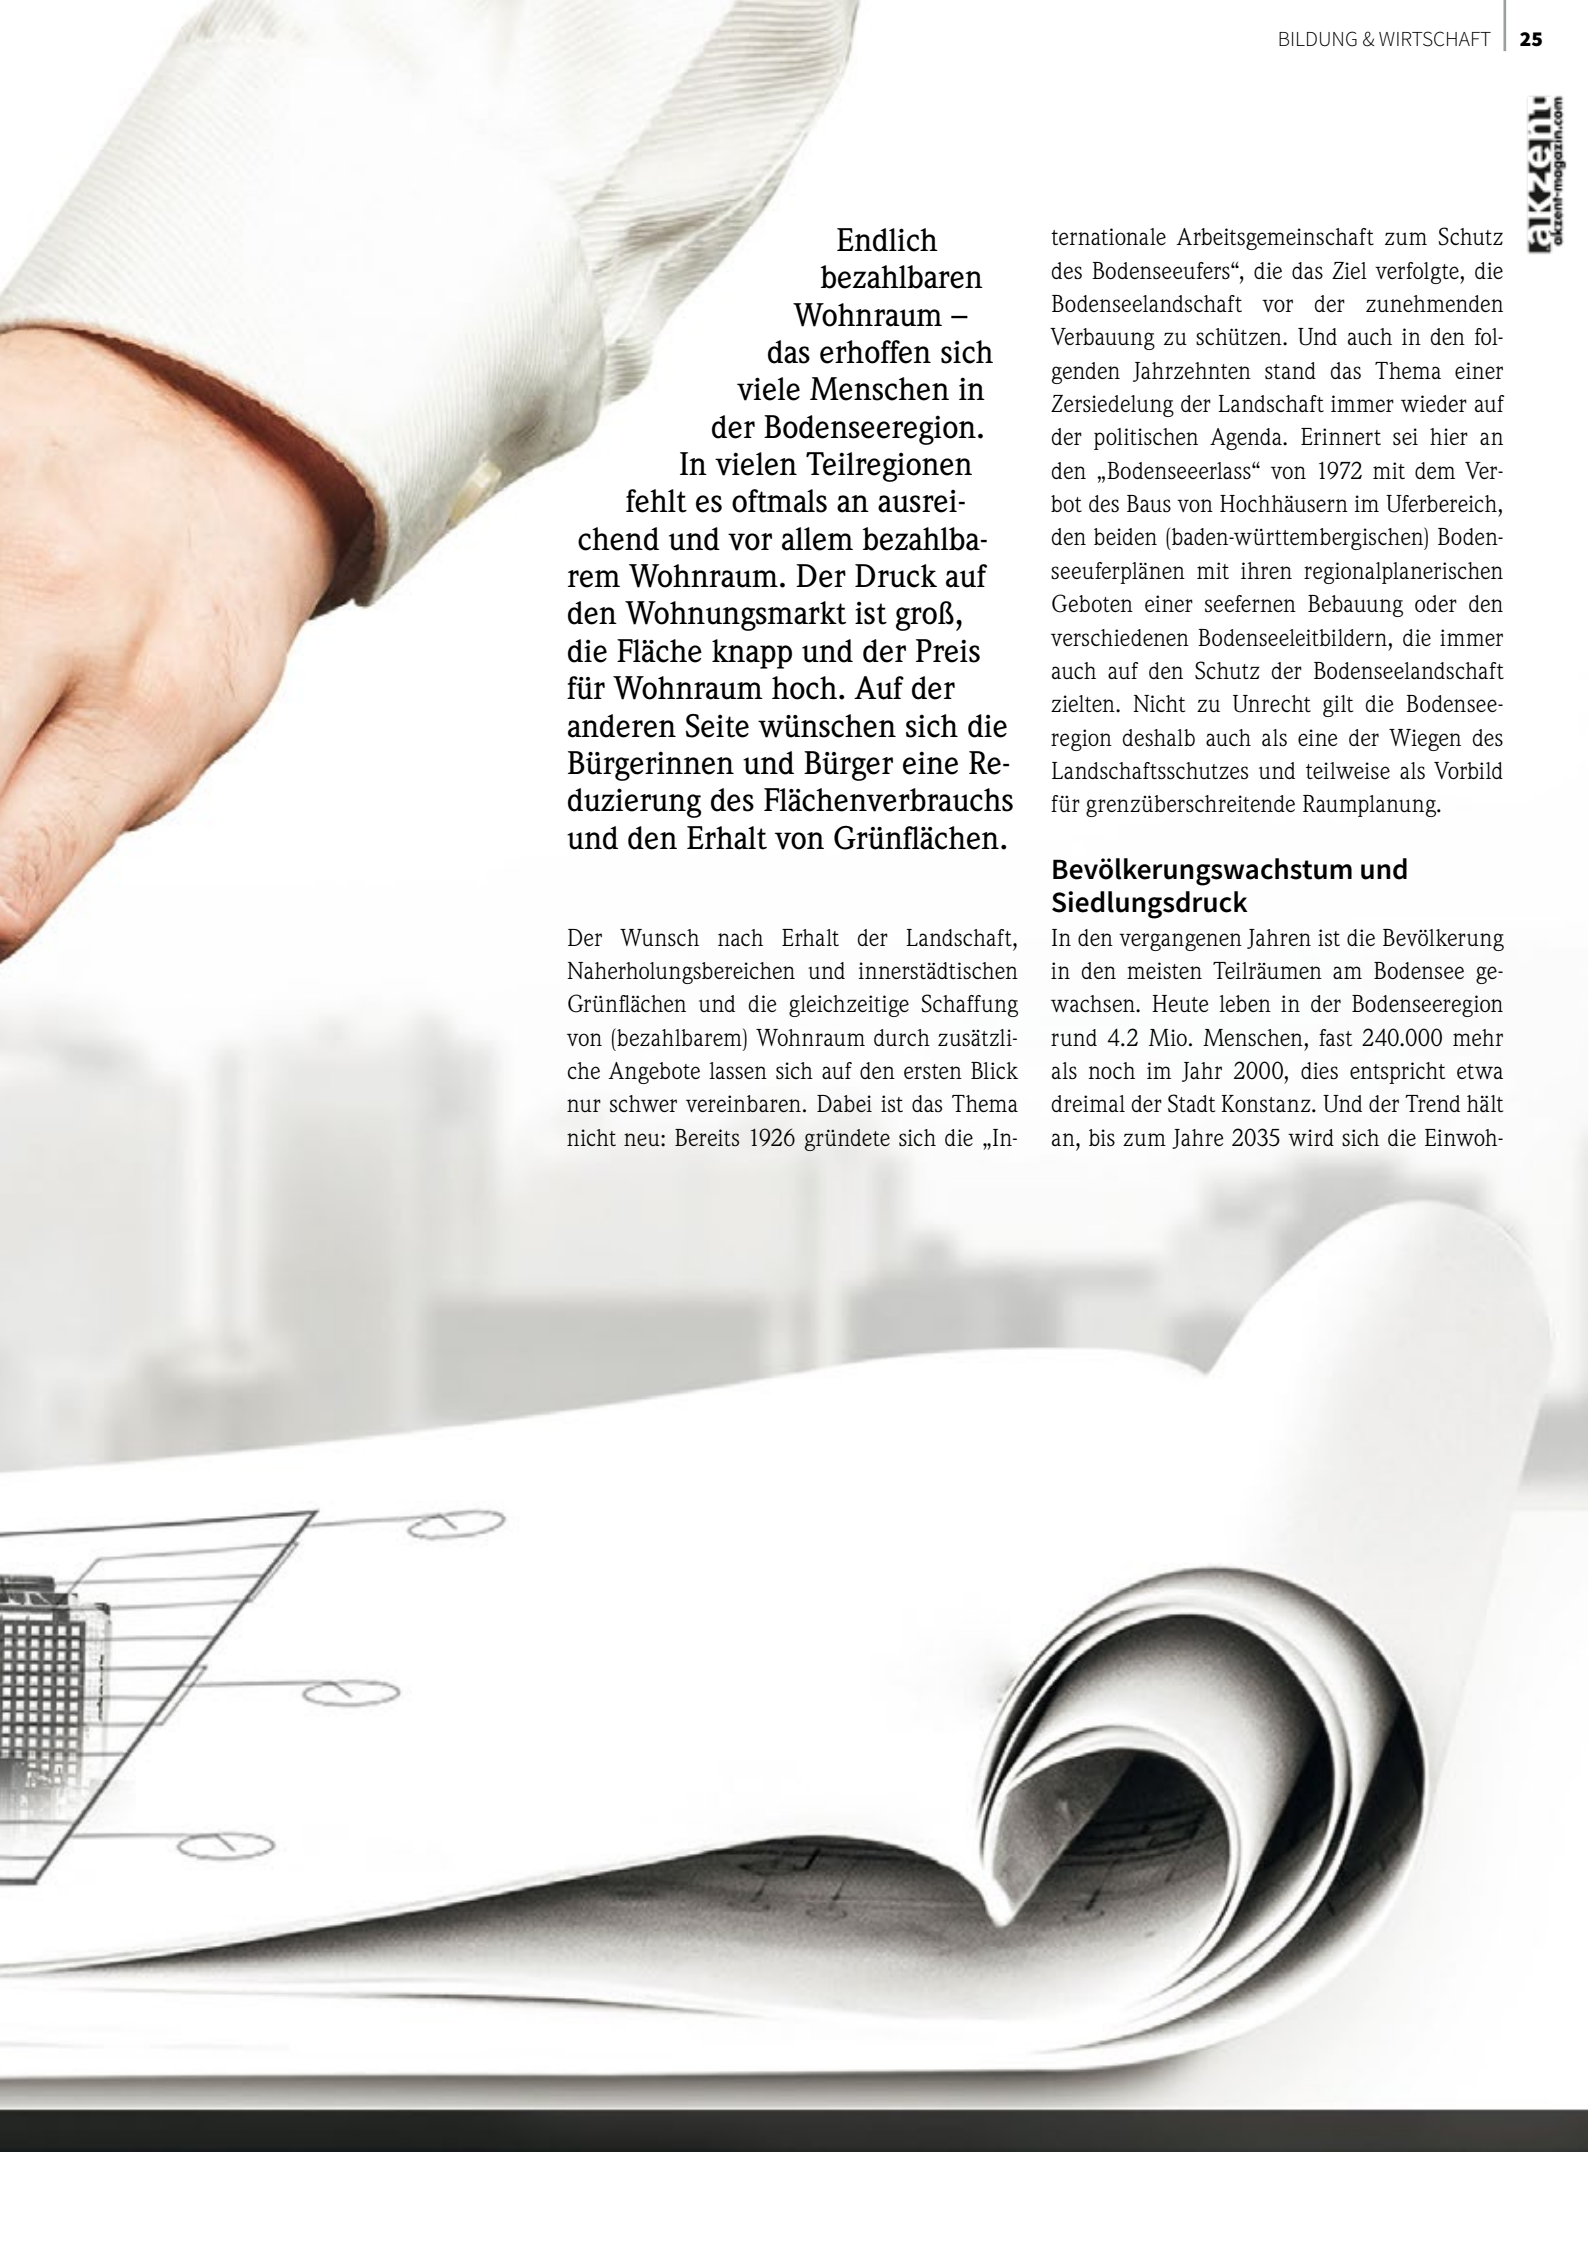 BILDUNG & WIRTSCHAFT 25
akzent
akzent-magazin.com
Endlich
bezahlbaren
Wohnraum –
das erhoffen sich
viele Menschen in
der Bodenseeregion.
In vielen Teilregionen
fehlt es oftmals an ausrei-
chend und vor allem bezahlba-
rem Wohnraum. Der Druck auf
den Wohnungsmarkt ist groß,
die Fläche knapp und der Preis
für Wohnraum hoch. Auf der
anderen Seite wünschen sich die
Bürgerinnen und Bürger eine Re-
duzierung des Flächenverbrauchs
und den Erhalt von Grünflächen.
Der Wunsch nach Erhalt der Landschaft,
Naherholungsbereichen und innerstädtischen
Grünflächen und die gleichzeitige Schaffung
von (bezahlbarem) Wohnraum durch zusätzli-
che Angebote lassen sich auf den ersten Blick
nur schwer vereinbaren. Dabei ist das Thema
nicht neu: Bereits 1926 gründete sich die „In-
ternationale Arbeitsgemeinschaft zum Schutz
des Bodenseeufers“, die das Ziel verfolgte, die
Bodenseelandschaft vor der zunehmenden
Verbauung zu schützen. Und auch in den fol-
genden Jahrzehnten stand das Thema einer
Zersiedelung der Landschaft immer wieder auf
der politischen Agenda. Erinnert sei hier an
den „Bodenseeerlass“ von 1972 mit dem Ver-
bot des Baus von Hochhäusern im Uferbereich,
den beiden (baden-württembergischen) Boden-
seeuferplänen mit ihren regionalplanerischen
Geboten einer seefernen Bebauung oder den
verschiedenen Bodenseeleitbildern, die immer
auch auf den Schutz der Bodenseelandschaft
zielten. Nicht zu Unrecht gilt die Bodensee-
region deshalb auch als eine der Wiegen des
Landschaftsschutzes und teilweise als Vorbild
für grenzüberschreitende Raumplanung.
Bevölkerungswachstum und
Siedlungsdruck
In den vergangenen Jahren ist die Bevölkerung
in den meisten Teilräumen am Bodensee ge-
wachsen. Heute leben in der Bodenseeregion
rund 4.2 Mio. Menschen, fast 240.000 mehr
als noch im Jahr 2000, dies entspricht etwa
dreimal der Stadt Konstanz. Und der Trend hält
an, bis zum Jahre 2035 wird sich die Einwoh-